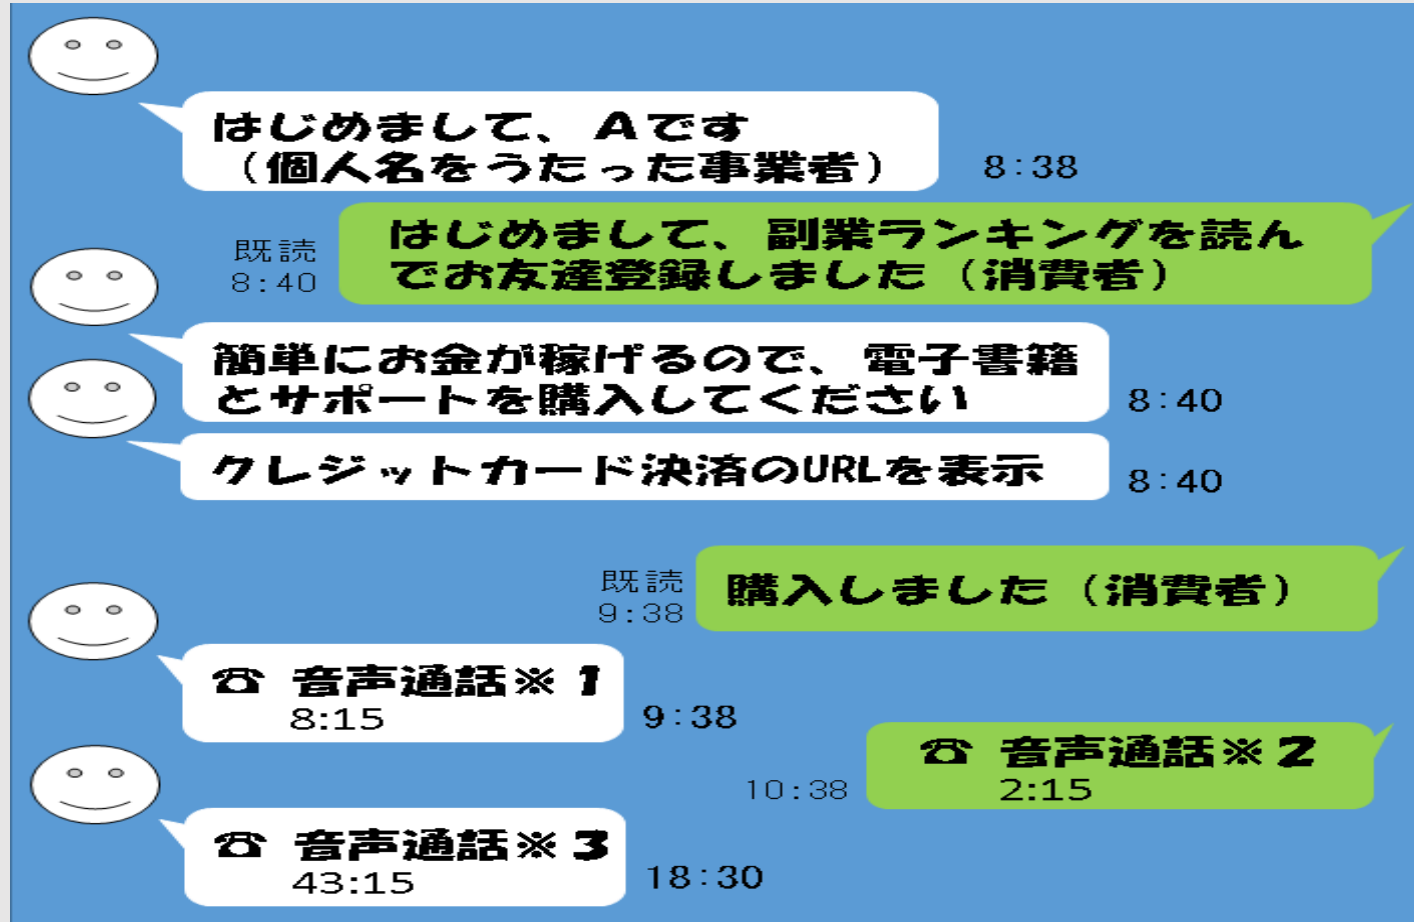 はじめまして、Aです
（個人名をうたった事業者）
8:38
はじめまして、副業ランキングを読ん
でお友達登録しました（消費者）
既読
8:40
簡単にお金が稼げるので、電子書籍
とサポートを購入してください
8:40
クレジットカード決済のURLを表示
8:40
購入しました（消費者）
既読
9:38
☎ 音声通話※1
8:15
9:38
☎ 音声通話※2
2:15
10:38
☎ 音声通話※3
43:15
18:30